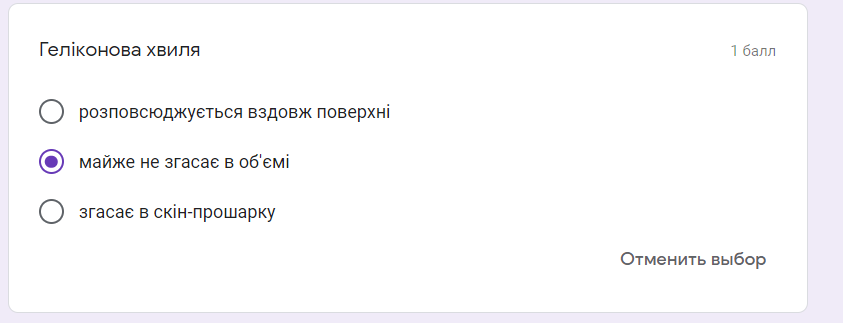 Геліконова хвиля
1 балл
розповсюджується вздовж поверхні
майже не згасає в об'ємі
згасає в скін-прошарку
Отменить выбор